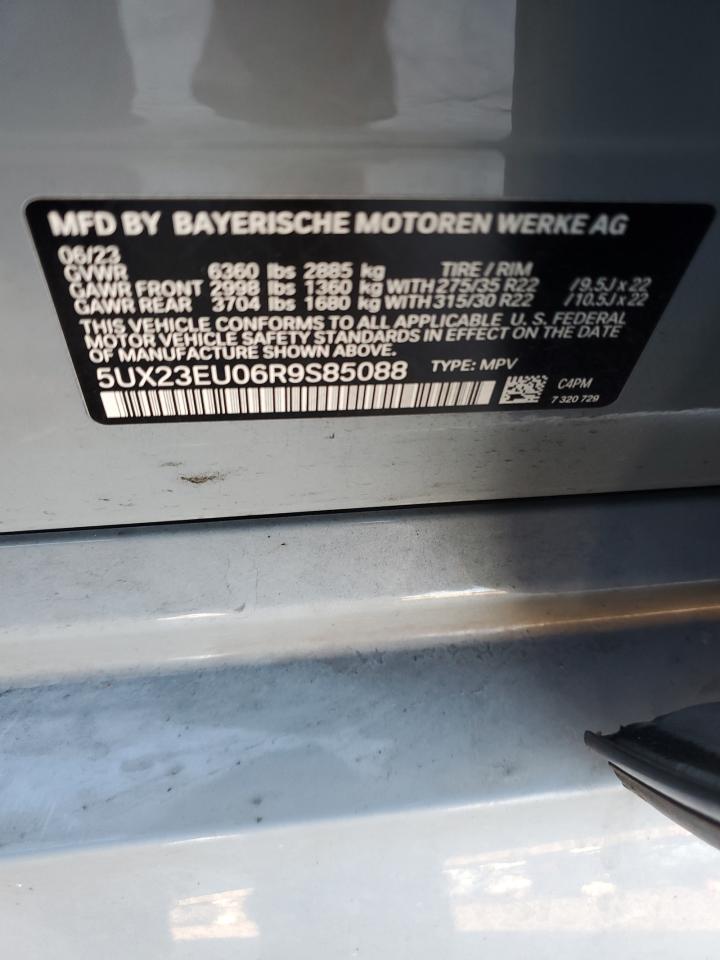 MFD BY BAYERISCHE MOTOREN WERKE AG
06/23
GVWR 6360 lbs 2885 kg TIRE / RIM
GAWR FRONT 2998 lbs 1360 kg WITH 275/35 R22 /9.5J x 22
GAWR REAR 3704 lbs 1680 kg WITH 315/30 R22 /10.5J x 22
THIS VEHICLE CONFORMS TO ALL APPLICABLE U. S. FEDERAL
MOTOR VEHICLE SAFETY STANDARDS IN EFFECT ON THE DATE
OF MANUFACTURE SHOWN ABOVE.
5UX23EU06R9S85088 TYPE: MPV
C4PM
7 320 729